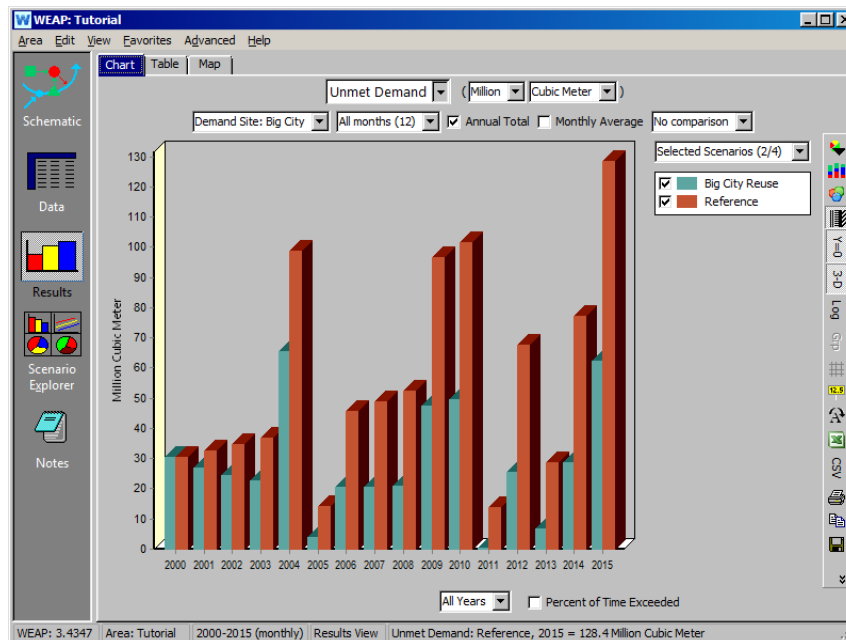 WEAP: Tutorial
Area Edit View Favorites Advanced Help
Chart Table Map
Unmet Demand ( Million Cubic Meter )
Demand Site: Big City All months (12) Annual Total Monthly Average No comparison
Selected Scenarios (2/4)
Big City Reuse
Reference
Schematic
Data
Results
Scenario
Explorer
Notes
Million Cubic Meter
130
120
110
100
90
80
70
60
50
40
30
20
10
0
2000 2001 2002 2003 2004 2005 2006 2007 2008 2009 2010 2011 2012 2013 2014 2015
Y=0
3-D
Log
Grp
12.5
A
CSV
All Years Percent of Time Exceeded
WEAP: 3.4347 Area: Tutorial 2000-2015 (monthly) Results View Unmet Demand: Reference, 2015 = 128.4 Million Cubic Meter